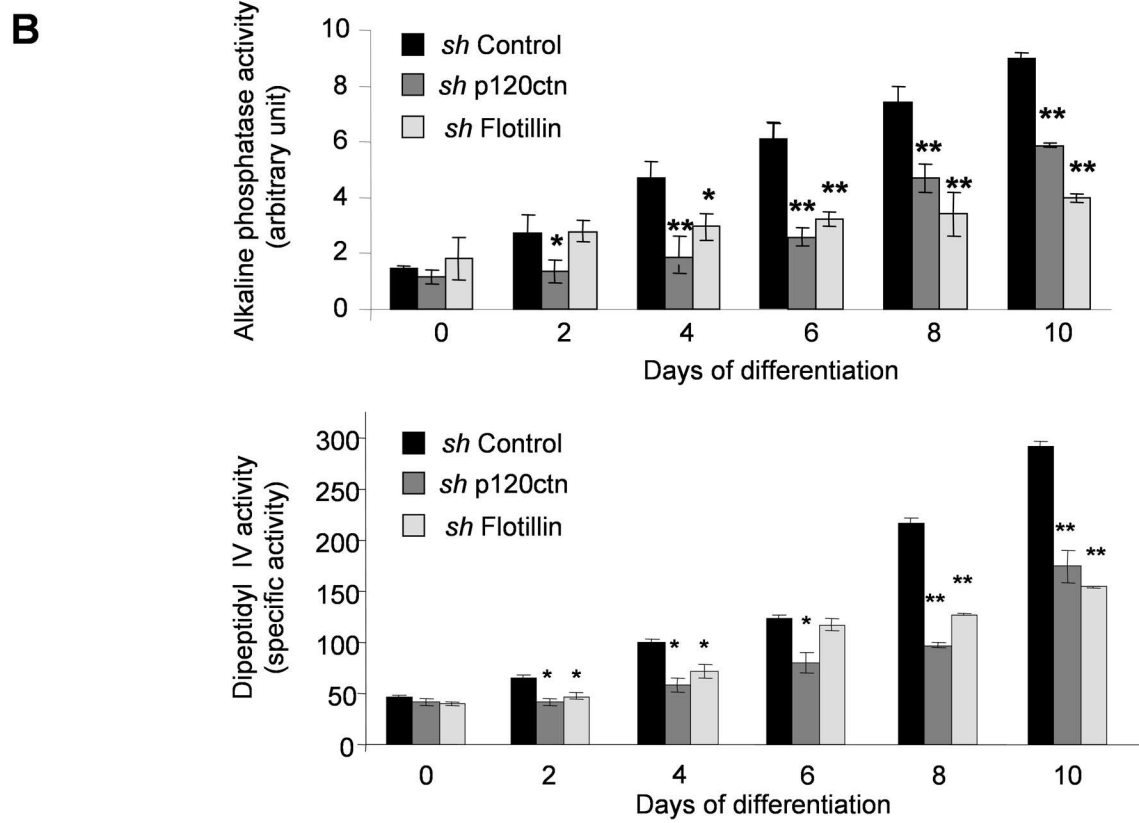 B
Alkaline phosphatase activity
(arbitrary unit)
10
8
6
4
2
0
sh Control
sh p120ctn
sh Flotillin
*
**
*
**
**
**
**
**
**
0 2 4 6 8 10
Days of differentiation
Dipeptidyl IV activity
(specific activity)
300
250
200
150
100
50
0
sh Control
sh p120ctn
sh Flotillin
* *
* *
*
**
**
**
**
0 2 4 6 8 10
Days of differentiation